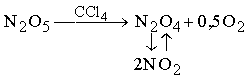 N₂O₅ —CCl₄→ N₂O₄ + 0,5O₂
↓↑
2NO₂